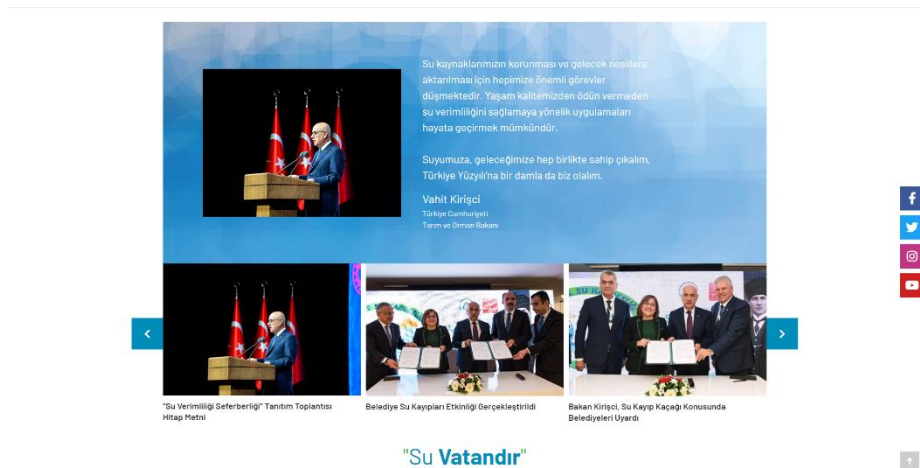 Su kaynaklarımızın korunması ve gelecek nesillere
aktarılması için hepimize önemli görevler
düşmektedir. Yaşam kalitemizden ödün vermeden
su verimliliğini sağlamaya yönelik uygulamaları
hayata geçirmek mümkündür.
Suyumuza, geleceğimize hep birlikte sahip çıkalım,
Türkiye Yüzyılı'na bir damla da biz olalım.
Vahit Kirişci
Türkiye Cumhuriyeti
Tarım ve Orman Bakanı
"Su Verimliliği Seferberliği" Tanıtım Toplantısı
Hitap Metni
Belediye Su Kayıpları Etkinliği Gerçekleştirildi
Bakan Kirişci, Su Kayıp Kaçağı Konusunda
Belediyeleri Uyardı
"Su Vatandır"